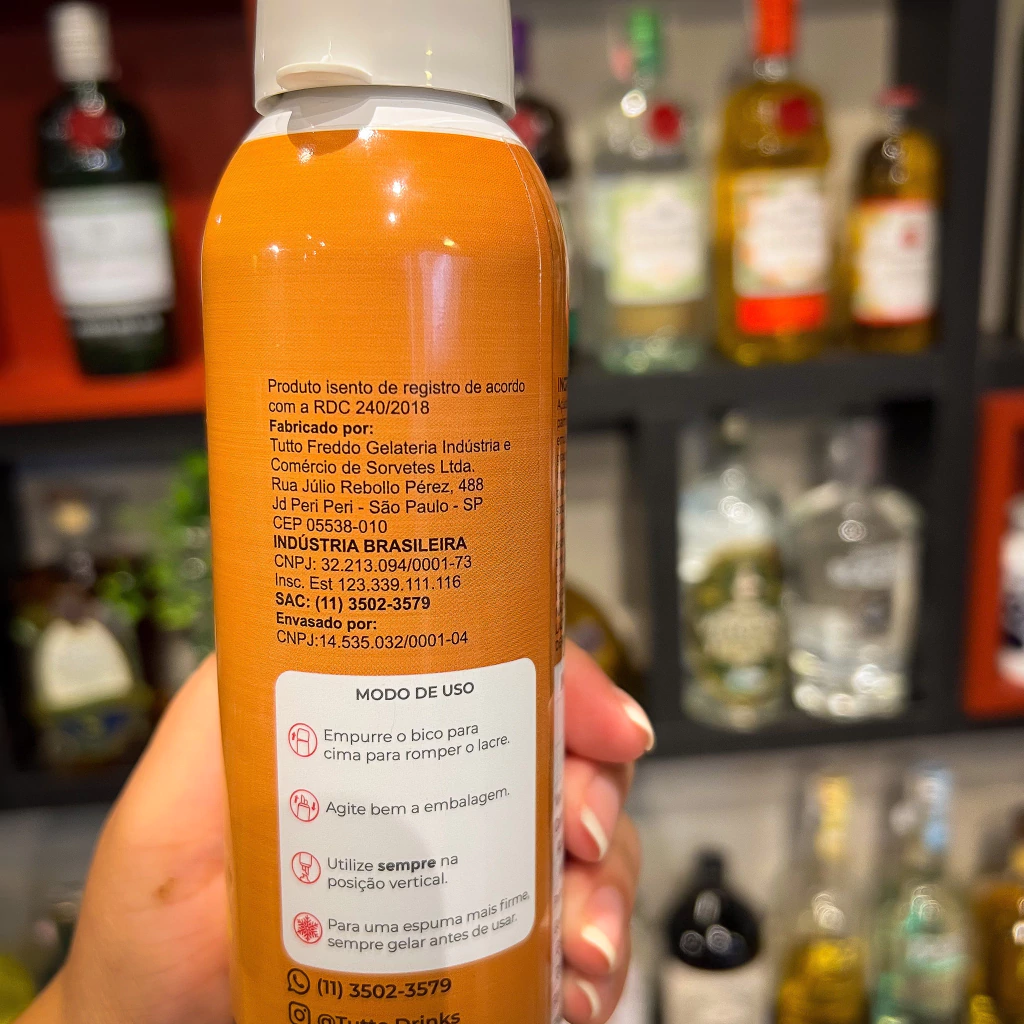 Produto isento de registro de acordo
com a RDC 240/2018
Fabricado por:
Tutto Freddo Gelateria Indústria e
Comércio de Sorvetes Ltda.
Rua Júlio Rebollo Pérez, 488
Jd Peri Peri - São Paulo - SP
CEP 05538-010
INDÚSTRIA BRASILEIRA
CNPJ: 32.213.094/0001-73
Insc. Est 123.339.111.116
SAC: (11) 3502-3579
Envasado por:
CNPJ:14.535.032/0001-04
MODO DE USO
Empurre o bico para
cima para romper o lacre.
Agite bem a embalagem.
Utilize sempre na
posição vertical.
Para uma espuma mais firme,
sempre gelar antes de usar.
(11) 3502-3579
@Tutto Drinks